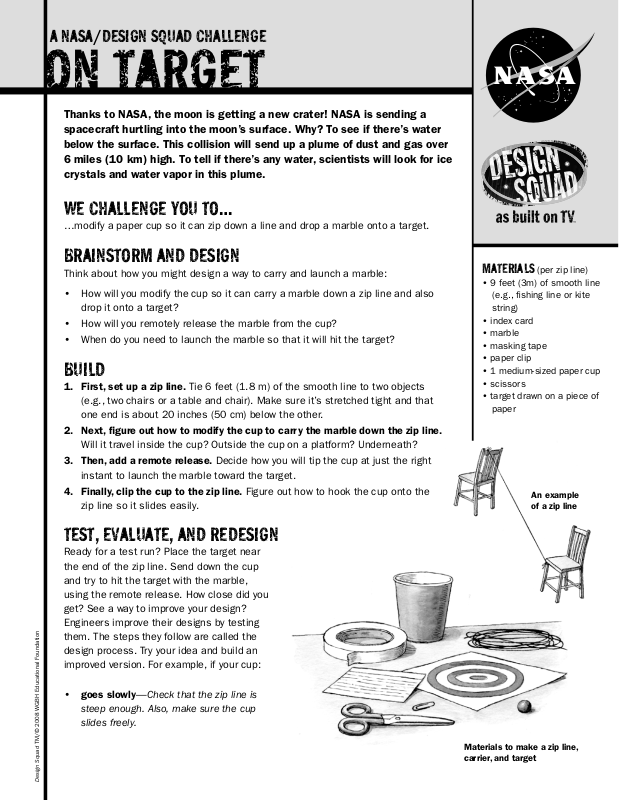 A NASA/DESIGN SQUAD CHALLENGE
ON TARGET
NASA
DESIGN
SQUAD
as built on TV.
Thanks to NASA, the moon is getting a new crater! NASA is sending a
spacecraft hurtling into the moon's surface. Why? To see if there's water
below the surface. This collision will send up a plume of dust and gas over
6 miles (10 km) high. To tell if there's any water, scientists will look for ice
crystals and water vapor in this plume.
WE CHALLENGE YOU TO...
...modify a paper cup so it can zip down a line and drop a marble onto a target.
BRAINSTORM AND DESIGN
Think about how you might design a way to carry and launch a marble:
• How will you modify the cup so it can carry a marble down a zip line and also
drop it onto a target?
• How will you remotely release the marble from the cup?
• When do you need to launch the marble so that it will hit the target?
BUILD
1. First, set up a zip line. Tie 6 feet (1.8 m) of the smooth line to two objects
(e.g., two chairs or a table and chair). Make sure it's stretched tight and that
one end is about 20 inches (50 cm) below the other.
2. Next, figure out how to modify the cup to carry the marble down the zip line.
Will it travel inside the cup? Outside the cup on a platform? Underneath?
3. Then, add a remote release. Decide how you will tip the cup at just the right
instant to launch the marble toward the target.
4. Finally, clip the cup to the zip line. Figure out how to hook the cup onto the
zip line so it slides easily.
TEST, EVALUATE, AND REDESIGN
Ready for a test run? Place the target near
the end of the zip line. Send down the cup
and try to hit the target with the marble,
using the remote release. How close did you
get? See a way to improve your design?
Engineers improve their designs by testing
them. The steps they follow are called the
design process. Try your idea and build an
improved version. For example, if your cup:
• goes slowly—Check that the zip line is
steep enough. Also, make sure the cup
slides freely.
MATERIALS (per zip line)
• 9 feet (3m) of smooth line
(e.g., fishing line or kite
string)
• index card
• marble
• masking tape
• paper clip
• 1 medium-sized paper cup
• scissors
• target drawn on a piece of
paper
An example
of a zip line
Materials to make a zip line,
carrier, and target
Design Squad TM/© 2008 WGBH Educational Foundation